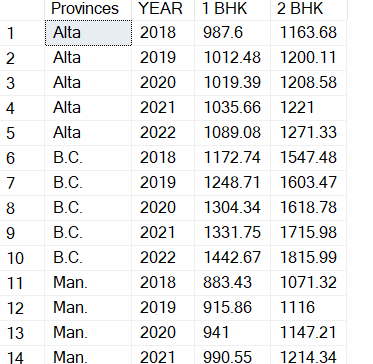 Provinces YEAR 1 BHK 2 BHK
1 Alta 2018 987.6 1163.68
2 Alta 2019 1012.48 1200.11
3 Alta 2020 1019.39 1208.58
4 Alta 2021 1035.66 1221
5 Alta 2022 1089.08 1271.33
6 B.C. 2018 1172.74 1547.48
7 B.C. 2019 1248.71 1603.47
8 B.C. 2020 1304.34 1618.78
9 B.C. 2021 1331.75 1715.98
10 B.C. 2022 1442.67 1815.99
11 Man. 2018 883.43 1071.32
12 Man. 2019 915.86 1116
13 Man. 2020 941 1147.21
14 Man. 2021 990.55 1214.34